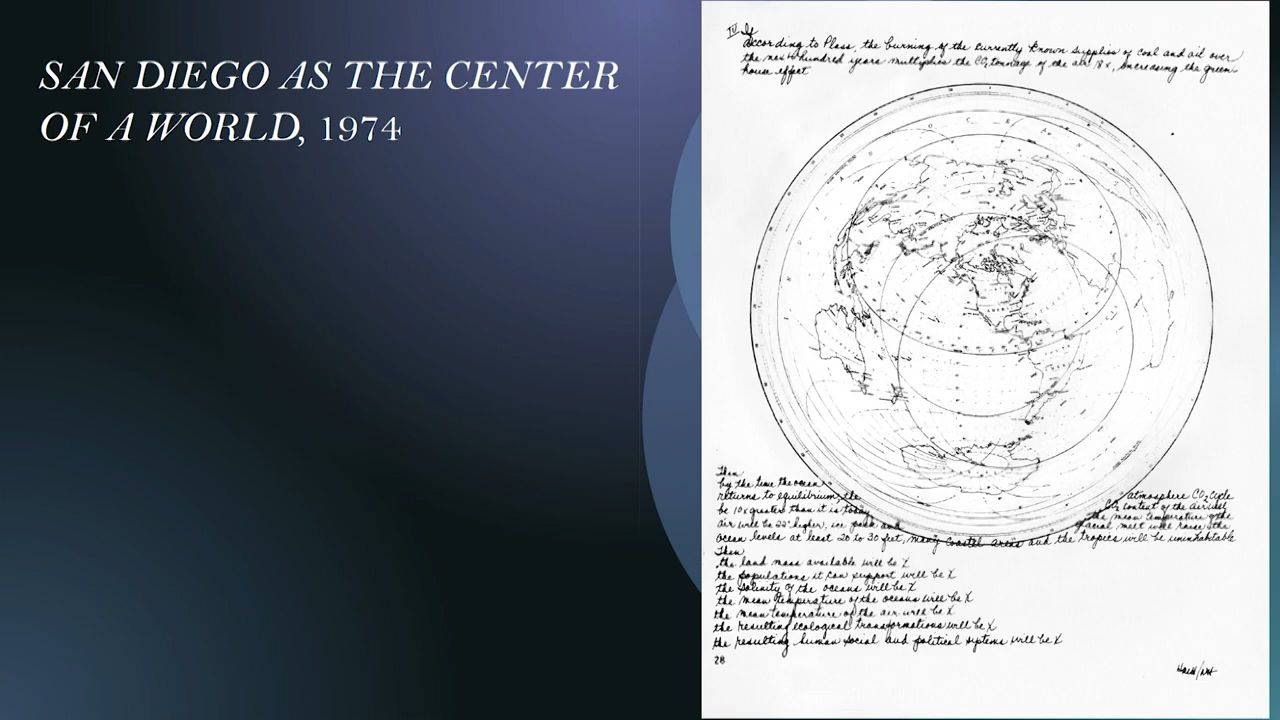 SAN DIEGO AS THE CENTER
OF A WORLD, 1974
IV If
according to Plass, the burning of the currently known supplies of coal and oil over
the next hundred years multiplies the CO2 tonnage of the air 18x, increasing the green
house effect
Then
by the time the ocean atmosphere CO2 cycle
returns to equilibrium, the CO2 content of the air will
be 10x greater than it is today the mean temperature of the
air will be 22° higher, ice pack and glacial melt will raise the
ocean levels at least 20 to 30 feet, many coastal areas and the tropics will be uninhabitable
Then
the land mass available will be X
the populations it can support will be X
the salinity of the oceans will be X
the mean temperature of the oceans will be X
the mean temperature of the air will be X
the resulting ecological transformations will be X
the resulting human social and political systems will be X
28